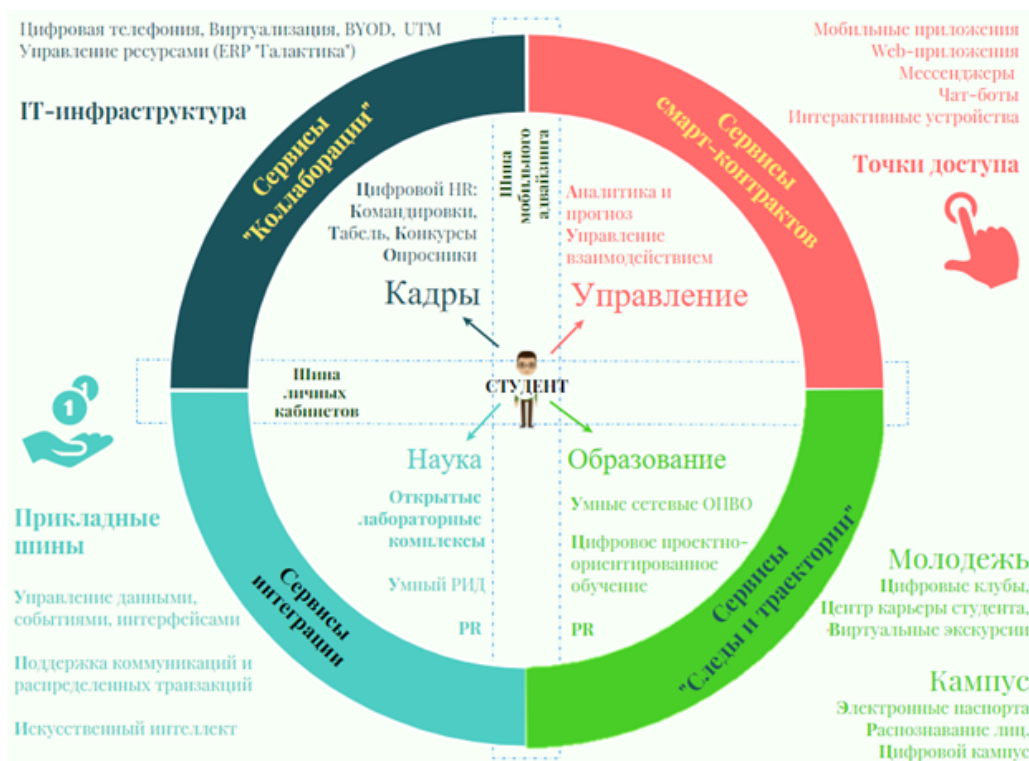 Цифровая телефония, Виртуализация, BYOD, UTM
Управление ресурсами (ERP "Галактика")
IT-инфраструктура
Мобильные приложения
Web-приложения
Мессенджеры
Чат-боты
Интерактивные устройства
Точки доступа
Сервисы
"Коллаборации"
Сервисы
смарт-контрактов
Шина
мобильного
адвайзинга
Цифровой HR:
Командировки,
Табель, Конкурсы
Опросники
Кадры
Аналитика и
прогноз
Управление
взаимодействием
Управление
Шина
личных
кабинетов
СТУДЕНТ
1
1
Наука
Открытые
лабораторные
комплексы
Умный РИД
PR
Образование
Умные сетевые ОПВО
Цифровое проектно-
ориентированное
обучение
PR
Прикладные
шины
Управление данными,
событиями, интерфейсами
Поддержка коммуникаций и
распределенных транзакций
Искусственный интеллект
Сервисы
интеграции
Сервисы
"Следы и траектории"
Молодежь
Цифровые клубы,
Центр карьеры студента,
Виртуальные экскурсии
Кампус
Электронные паспорта
Распознавание лиц,
Цифровой кампус